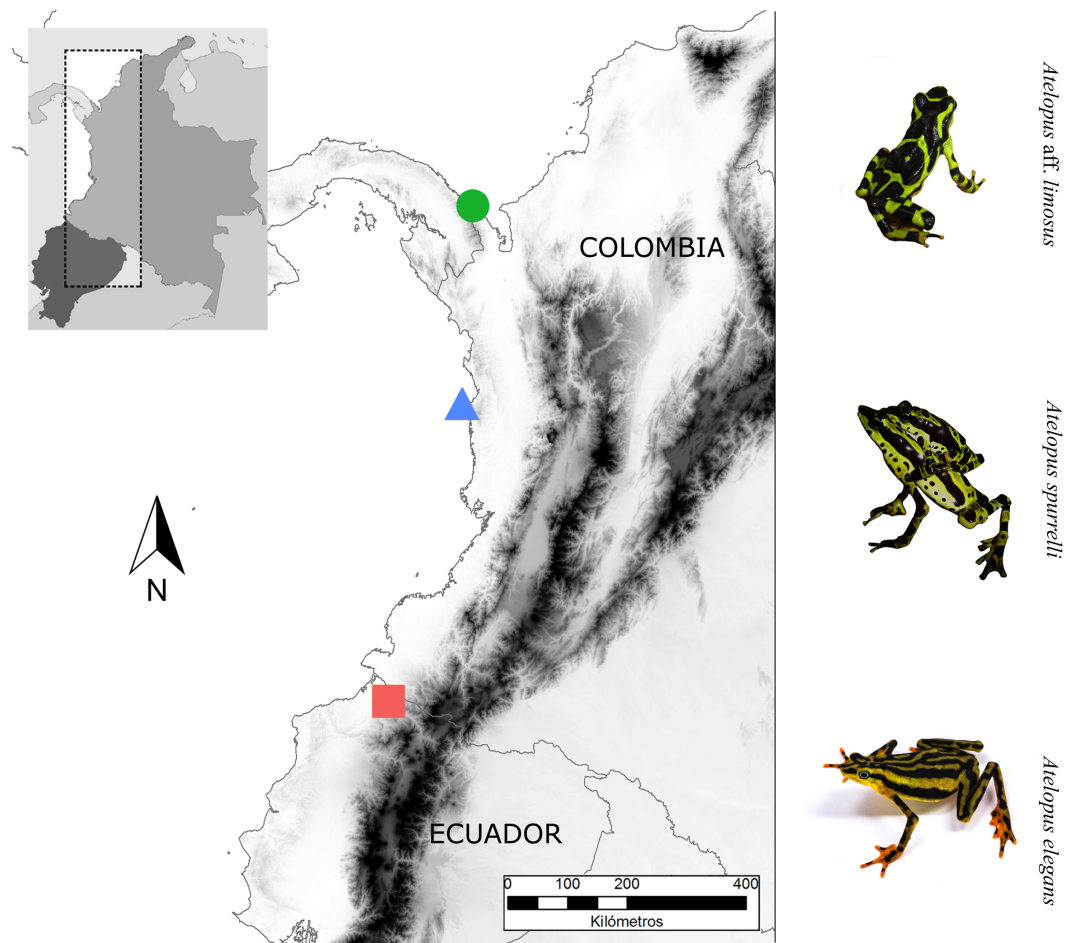 COLOMBIA
Atelopus aff. limosus
Atelopus spurrelli
N
ECUADOR
Atelopus elegans
0 100 200 400
Kilómetros